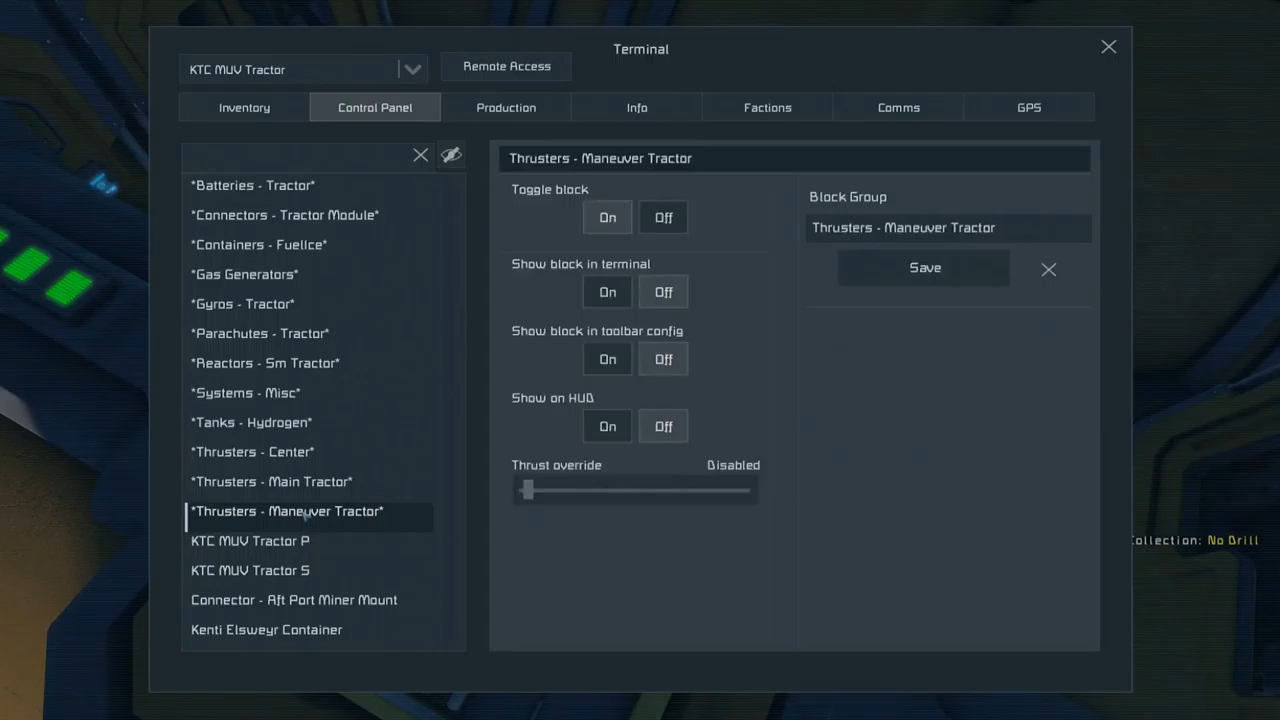 Terminal
KTC MUV Tractor
Remote Access
Inventory
Control Panel
Production
Info
Factions
Comms
GPS
*Batteries - Tractor*
*Connectors - Tractor Module*
*Containers - FuelIce*
*Gas Generators*
*Gyros - Tractor*
*Parachutes - Tractor*
*Reactors - Sm Tractor*
*Systems - Misc*
*Tanks - Hydrogen*
*Thrusters - Center*
*Thrusters - Main Tractor*
*Thrusters - Maneuver Tractor*
KTC MUV Tractor P
KTC MUV Tractor S
Connector - Aft Port Miner Mount
Kenti Elsweyr Container
Thrusters - Maneuver Tractor
Toggle block
On Off
Show block in terminal
On Off
Show block in toolbar config
On Off
Show on HUD
On Off
Thrust override Disabled
Block Group
Thrusters - Maneuver Tractor
Save
ollection: No Drill